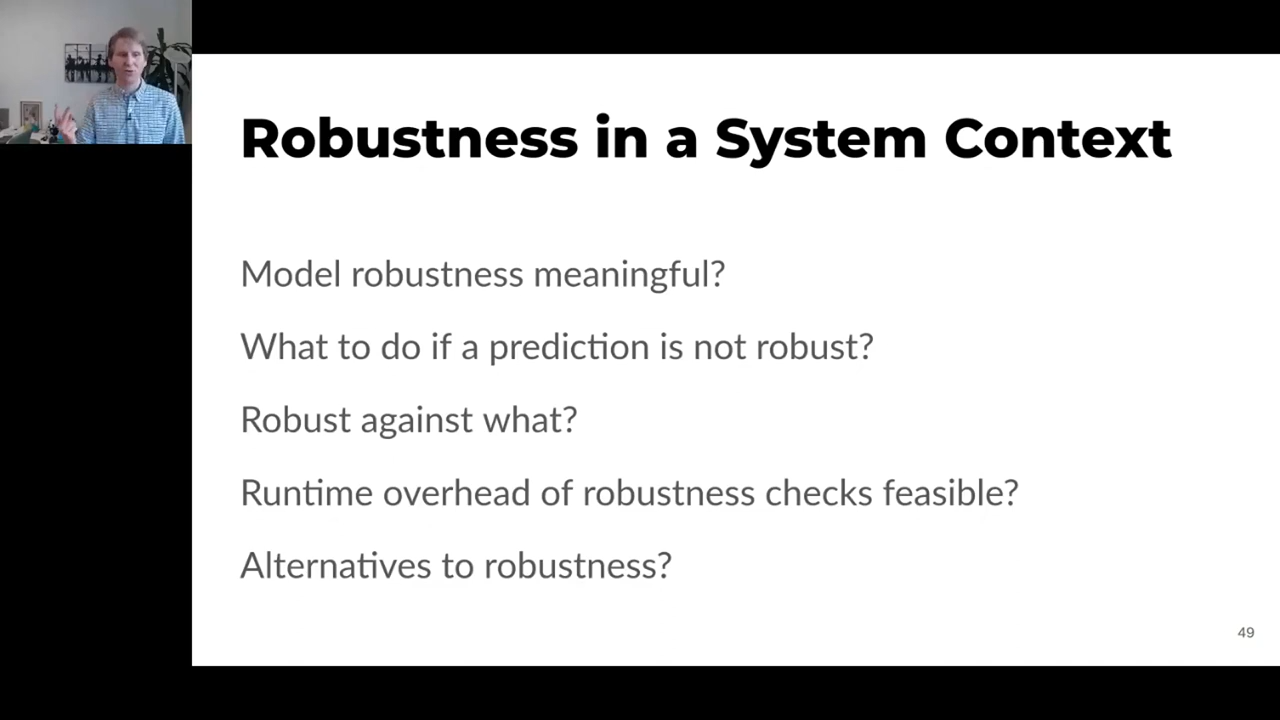 Robustness in a System Context
Model robustness meaningful?
What to do if a prediction is not robust?
Robust against what?
Runtime overhead of robustness checks feasible?
Alternatives to robustness?
49